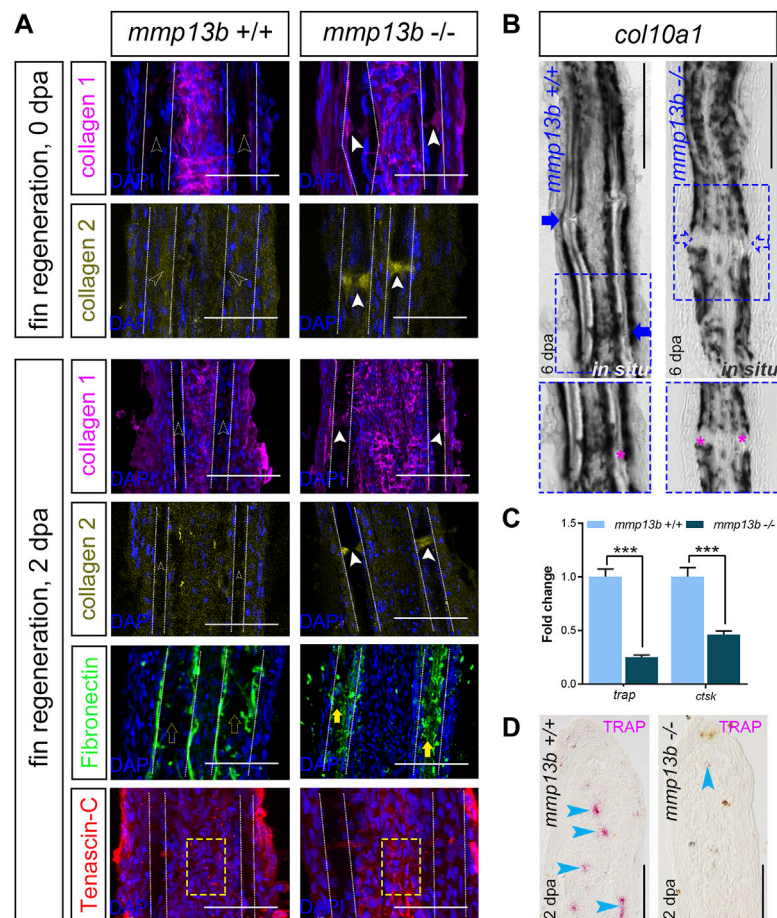 A
mmp13b +/+
mmp13b -/-
fin regeneration, 0 dpa
collagen 1
DAPI
DAPI
collagen 2
DAPI
DAPI
fin regeneration, 2 dpa
collagen 1
DAPI
DAPI
collagen 2
DAPI
DAPI
Fibronectin
DAPI
DAPI
Tenascin-C
DAPI
DAPI
B
col10a1
mmp13b +/+
6 dpa
in situ
mmp13b -/-
6 dpa
in situ
*
* *
C
mmp13b +/+
mmp13b -/-
Fold change
1.5
1.0
0.5
0.0
***
***
trap
ctsk
D
TRAP
mmp13b +/+
2 dpa
TRAP
mmp13b -/-
2 dpa